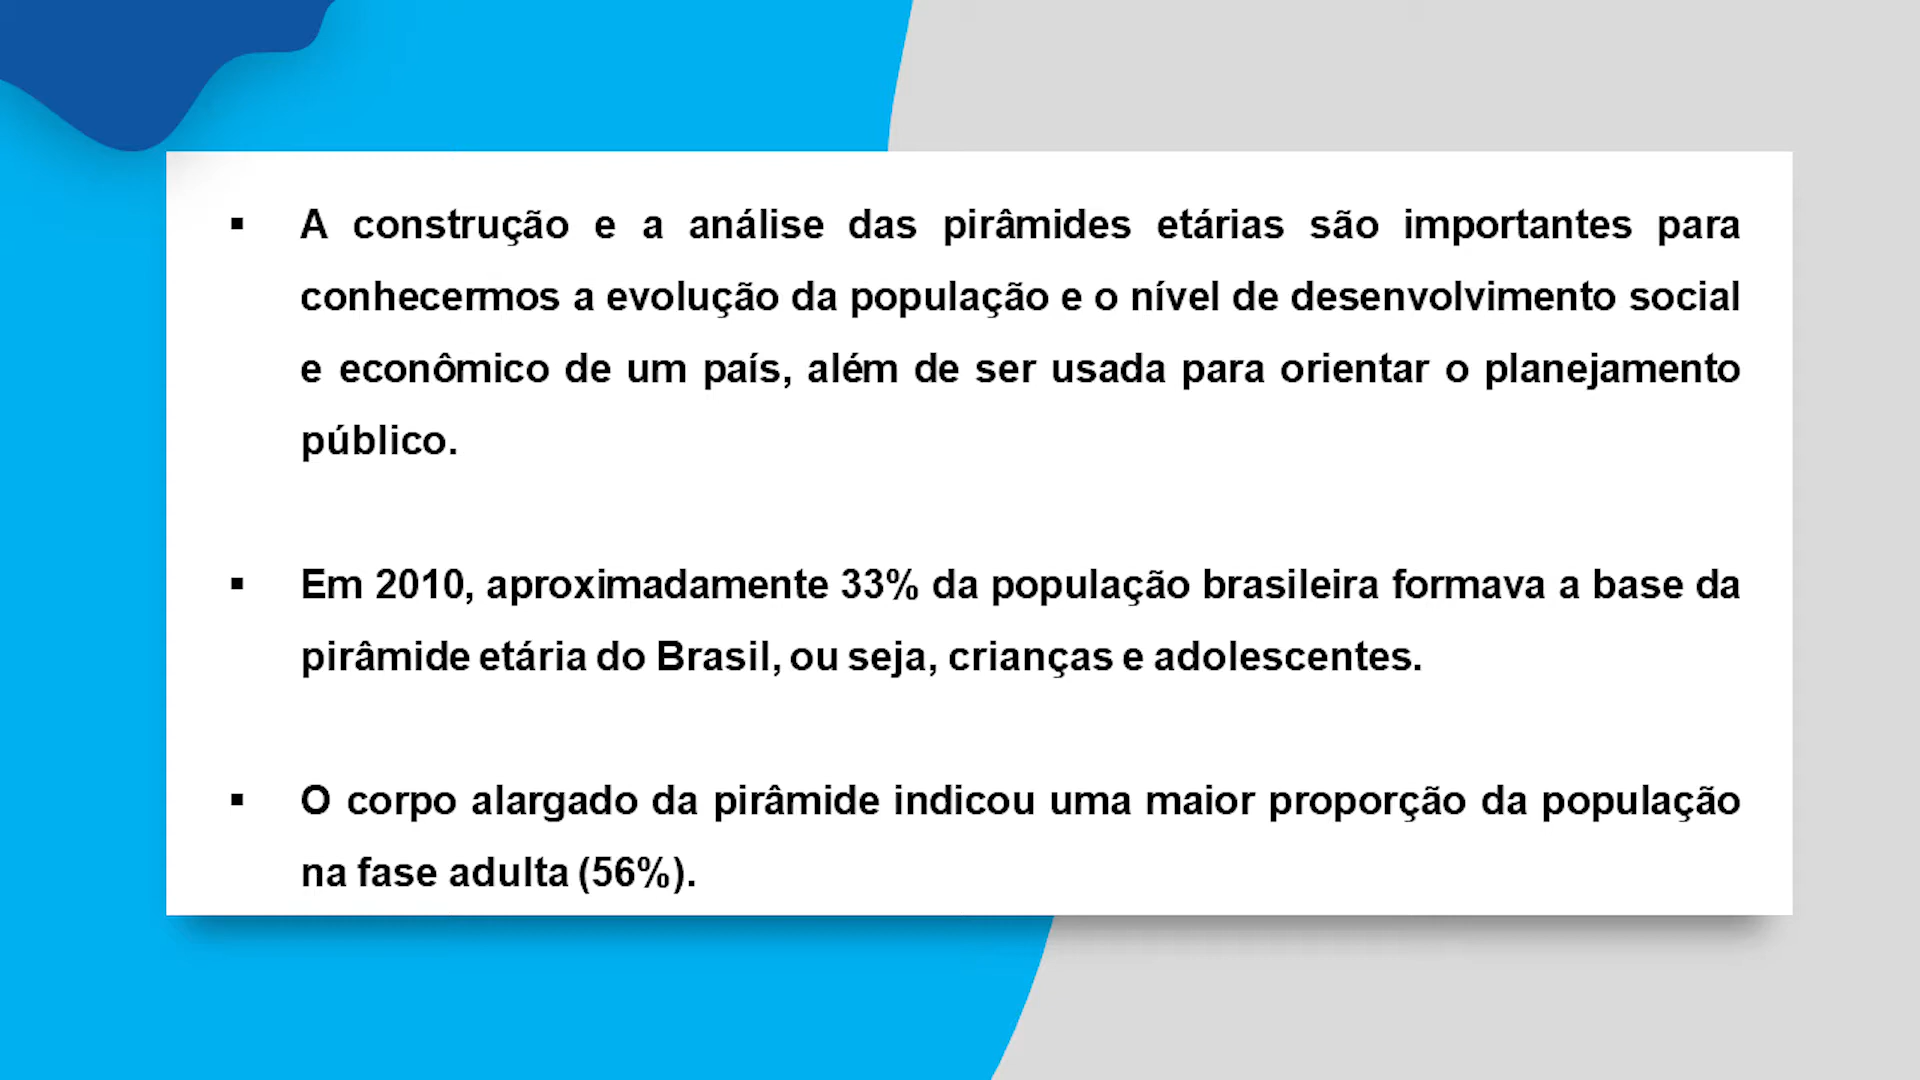 ▪ A construção e a análise das pirâmides etárias são importantes para
conhecermos a evolução da população e o nível de desenvolvimento social
e econômico de um país, além de ser usada para orientar o planejamento
público.
▪ Em 2010, aproximadamente 33% da população brasileira formava a base da
pirâmide etária do Brasil, ou seja, crianças e adolescentes.
▪ O corpo alargado da pirâmide indicou uma maior proporção da população
na fase adulta (56%).